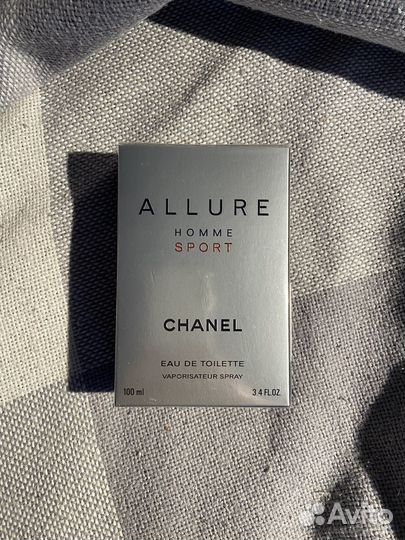 ALLURE
HOMME
SPORT
CHANEL
EAU DE TOILETTE
VAPORISATEUR SPRAY
100 ml 3.4 FL.OZ.
Avito